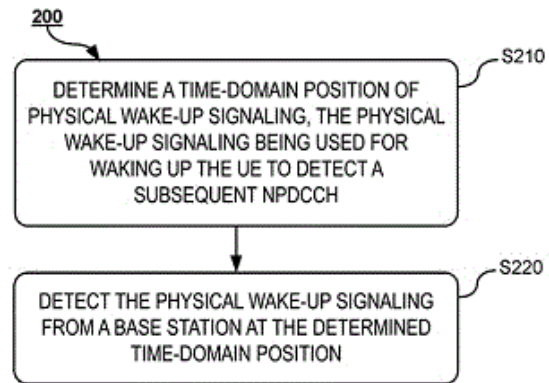 200
S210
DETERMINE A TIME-DOMAIN POSITION OF
PHYSICAL WAKE-UP SIGNALING, THE PHYSICAL
WAKE-UP SIGNALING BEING USED FOR
WAKING UP THE UE TO DETECT A
SUBSEQUENT NPDCCH
S220
DETECT THE PHYSICAL WAKE-UP SIGNALING
FROM A BASE STATION AT THE DETERMINED
TIME-DOMAIN POSITION